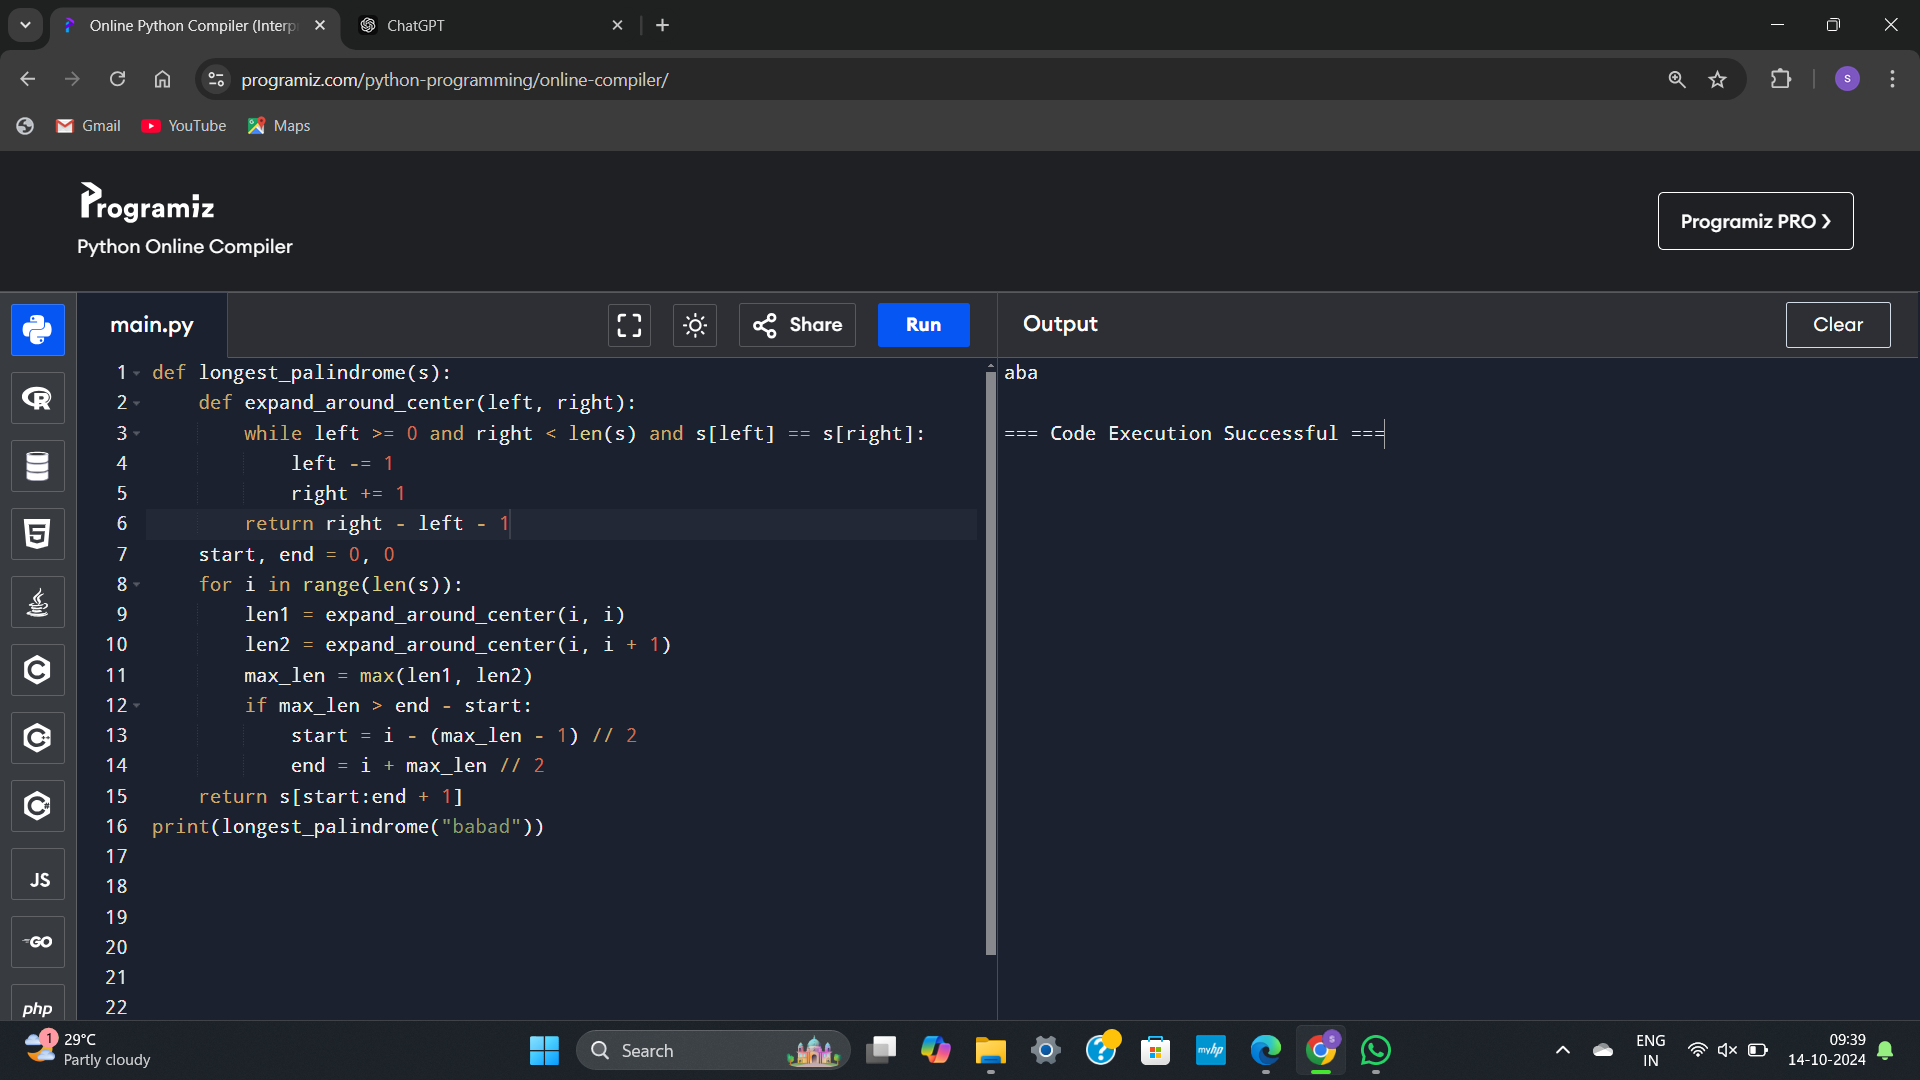 Online Python Compiler (Interp
ChatGPT
programiz.com/python-programming/online-compiler/
S
Gmail
YouTube
Maps
Programiz
Python Online Compiler
Programiz PRO ❯
main.py
Share
Run
Output
Clear
1 def longest_palindrome(s):
2     def expand_around_center(left, right):
3         while left >= 0 and right < len(s) and s[left] == s[right]:
4             left -= 1
5             right += 1
6         return right - left - 1
7     start, end = 0, 0
8     for i in range(len(s)):
9         len1 = expand_around_center(i, i)
10         len2 = expand_around_center(i, i + 1)
11         max_len = max(len1, len2)
12         if max_len > end - start:
13             start = i - (max_len - 1) // 2
14             end = i + max_len // 2
15     return s[start:end + 1]
16 print(longest_palindrome("babad"))
17
18
19
20
21
22
aba
=== Code Execution Successful ===
R
5
C
C
C
JS
GO
php
1
29°C
Partly cloudy
Search
myhp
S
ENG
IN
09:39
14-10-2024